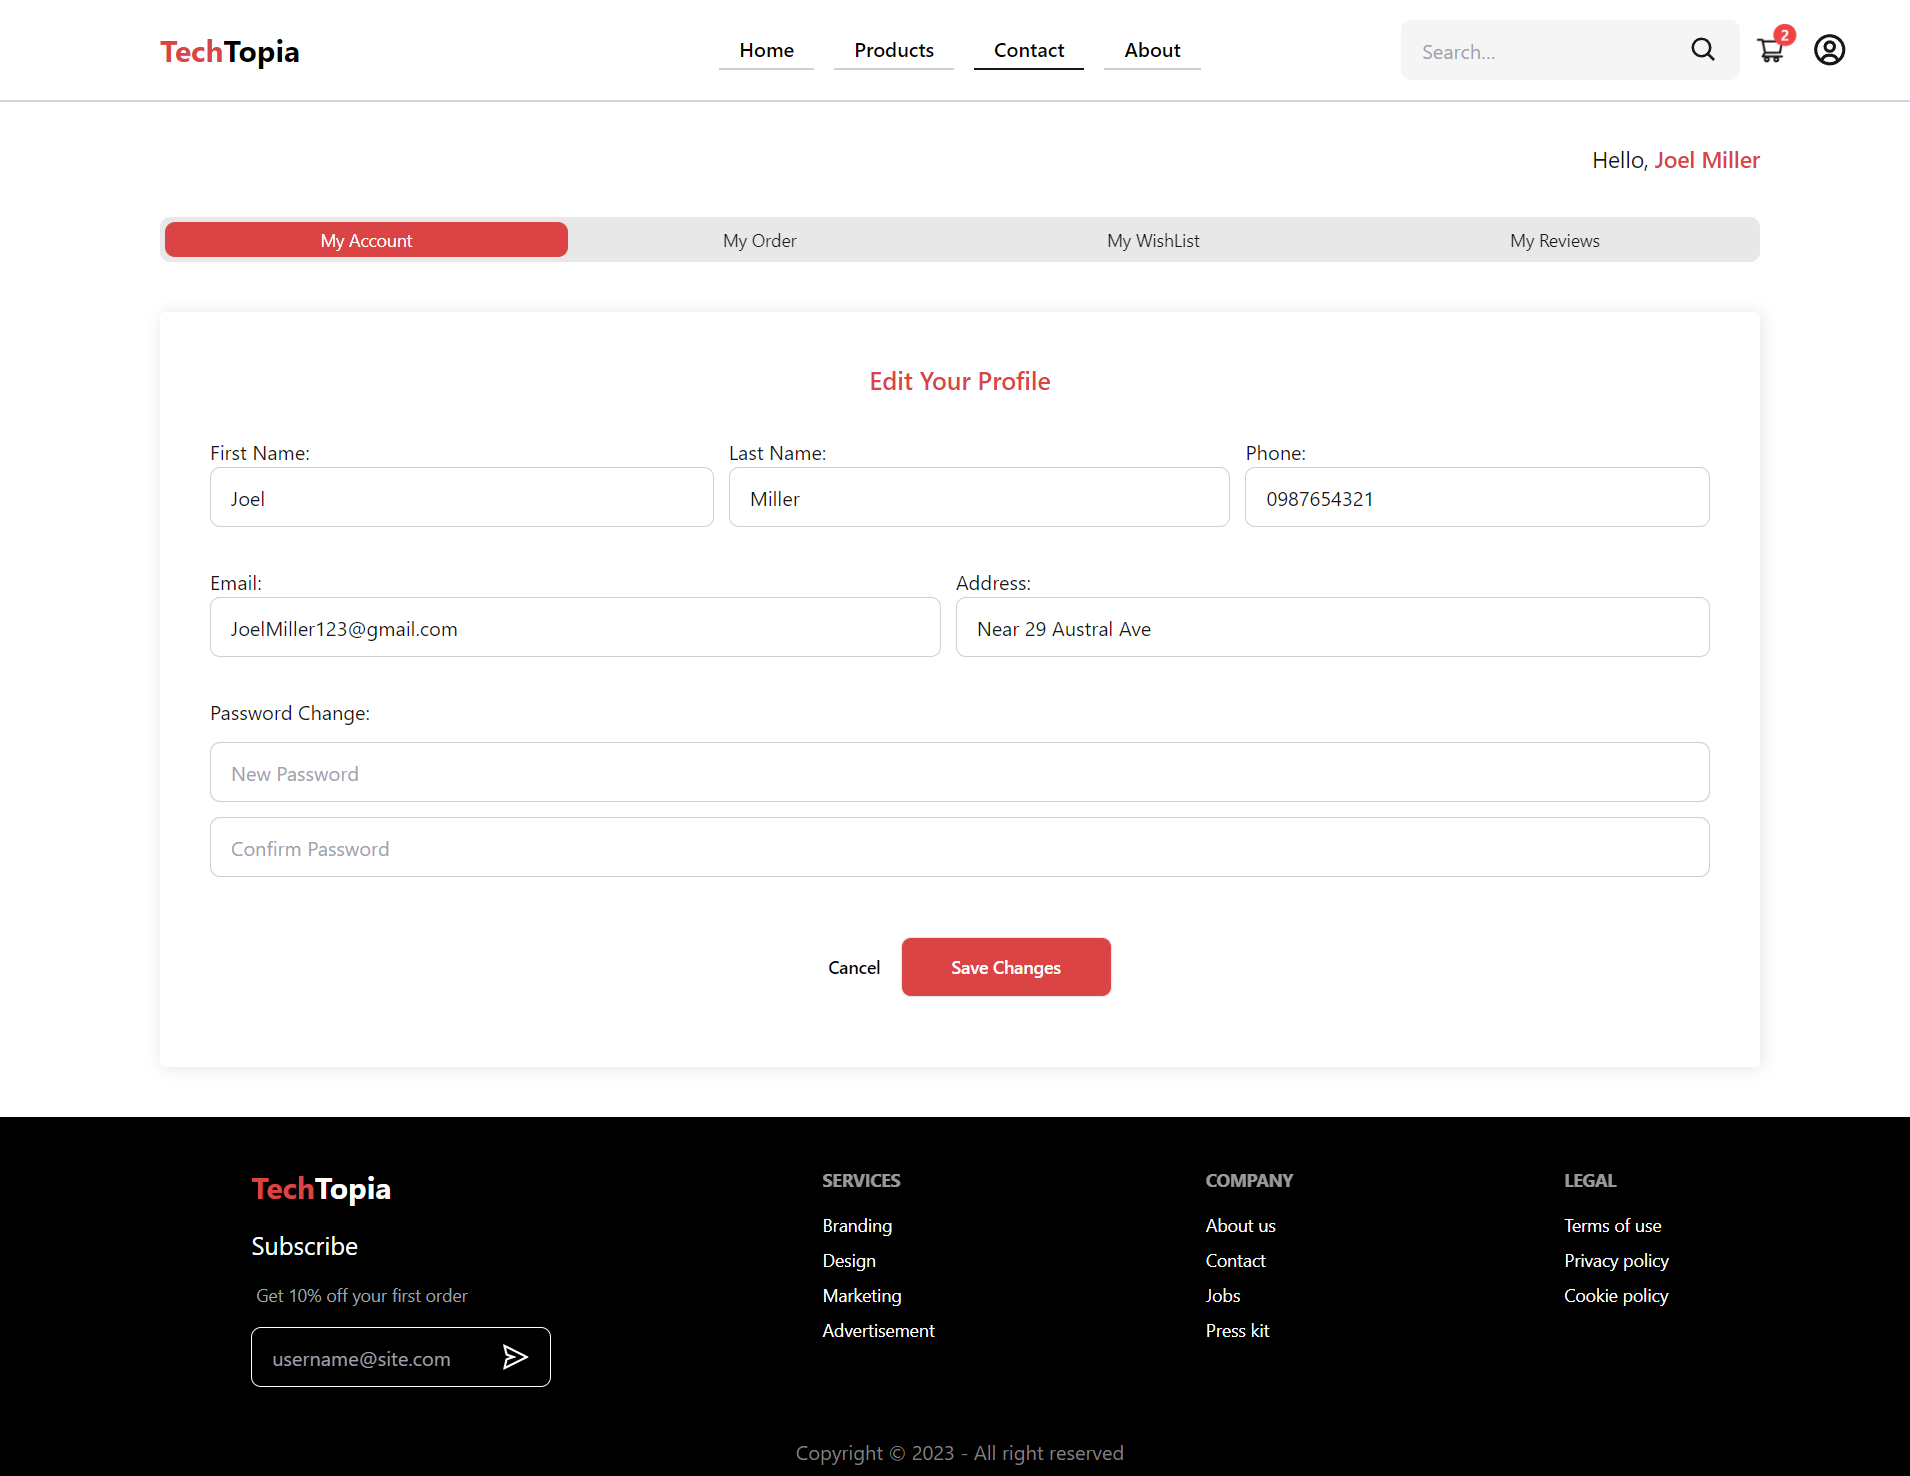 TechTopia
Home Products Contact About
Search...
2
Hello, Joel Miller
My Account My Order My WishList My Reviews
Edit Your Profile
First Name: Last Name: Phone:
Joel Miller 0987654321
Email: Address:
JoelMiller123@gmail.com Near 29 Austral Ave
Password Change:
New Password
Confirm Password
Cancel Save Changes
TechTopia
Subscribe
Get 10% off your first order
username@site.com
SERVICES
Branding
Design
Marketing
Advertisement
COMPANY
About us
Contact
Jobs
Press kit
LEGAL
Terms of use
Privacy policy
Cookie policy
Copyright © 2023 - All right reserved